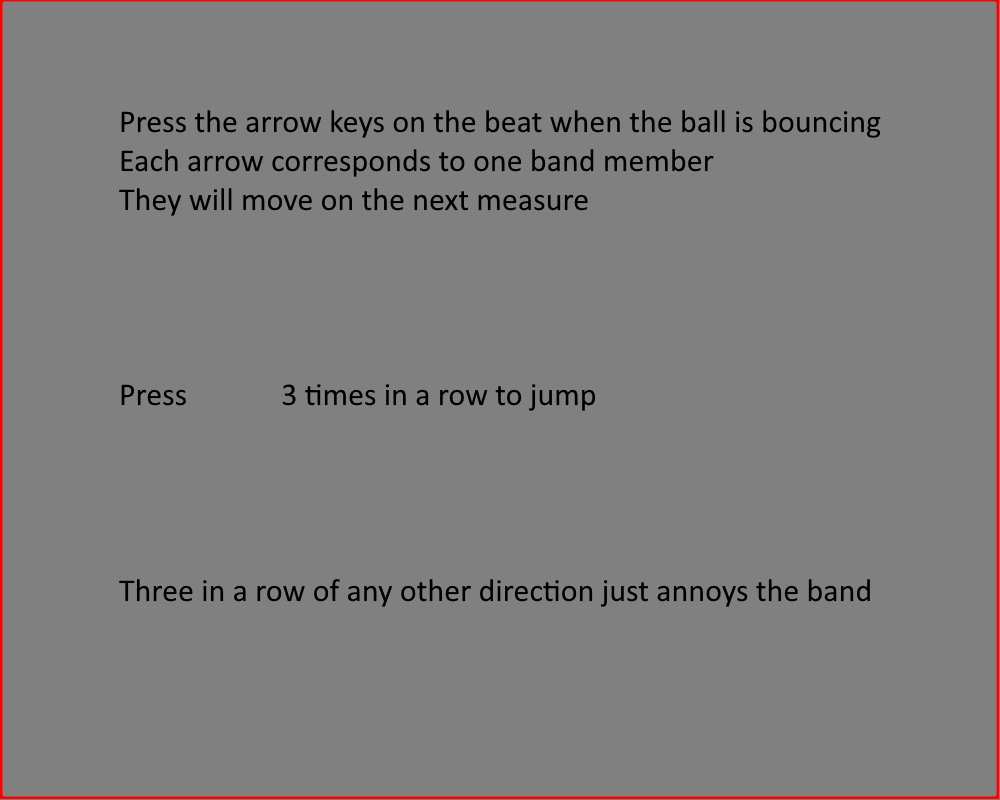 Press the arrow keys on the beat when the ball is bouncing
Each arrow corresponds to one band member
They will move on the next measure
Press 3 times in a row to jump
Three in a row of any other direction just annoys the band